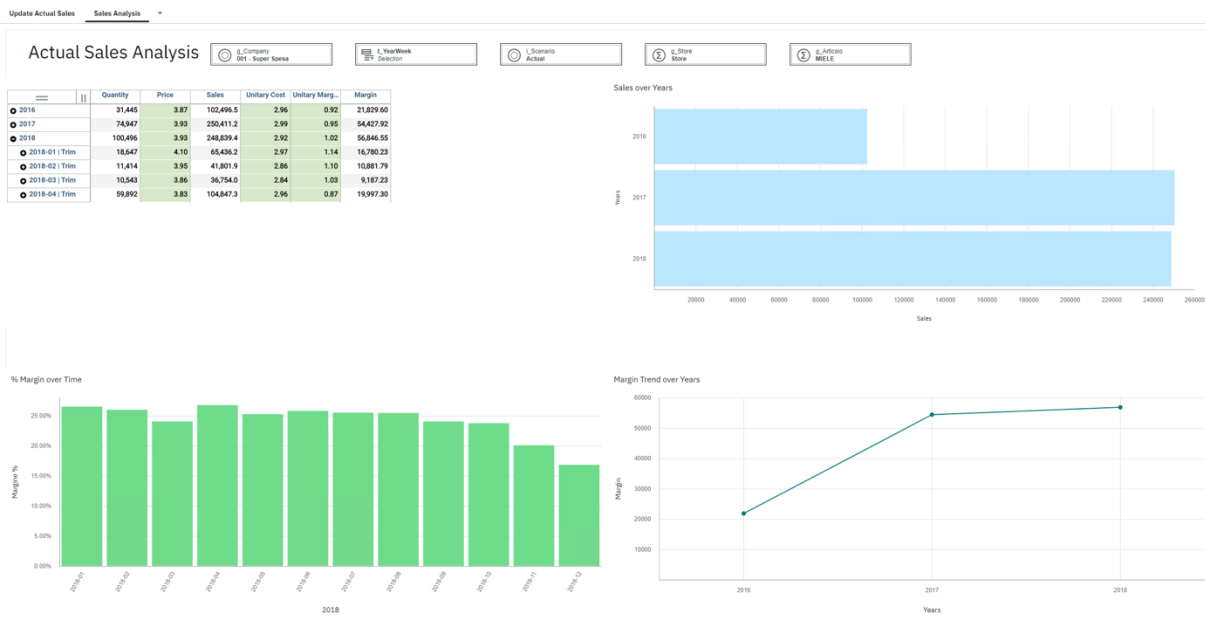 Update Actual Sales Sales Analysis +
Actual Sales Analysis
g_Company
001 - Super Spesa
t_YearWeek
Selection
l_Scenario
Actual
g_Store
Store
g_Articolo
MIELE
Quantity Price Sales Unitary Cost Unitary Marg... Margin
2016 31,445 3.87 102,496.5 2.96 0.92 21,829.60
2017 74,947 3.93 250,411.2 2.99 0.95 54,427.92
2018 100,496 3.93 248,839.4 2.92 1.02 56,846.55
2018-01 | Trim 18,647 4.10 65,436.2 2.97 1.14 16,780.23
2018-02 | Trim 11,414 3.95 41,801.9 2.86 1.10 10,881.79
2018-03 | Trim 10,543 3.86 36,754.0 2.84 1.03 9,187.23
2018-04 | Trim 59,892 3.83 104,847.3 2.96 0.87 19,997.30
Sales over Years
Years
2016
2017
2018
20000 40000 60000 80000 100000 120000 140000 160000 180000 200000 220000 240000 260000
Sales
% Margin over Time
Margine %
25.00%
20.00%
15.00%
10.00%
5.00%
0.00%
2018-01 2018-02 2018-03 2018-04 2018-05 2018-06 2018-07 2018-08 2018-09 2018-10 2018-11 2018-12
2018
Margin Trend over Years
Margin
60000
50000
40000
30000
20000
10000
2016 2017 2018
Years